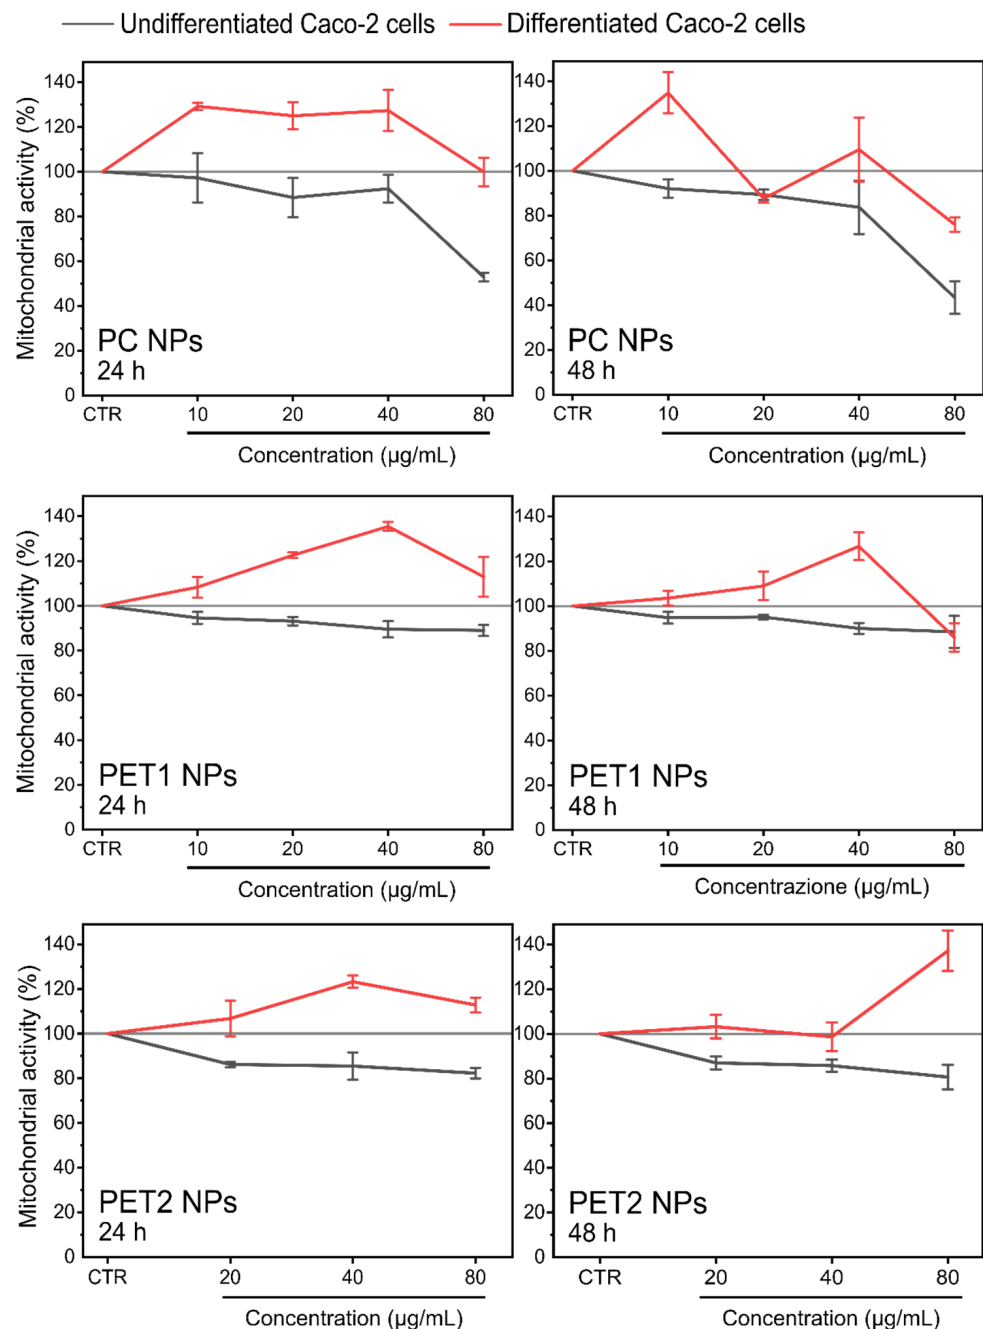 Undifferentiated Caco-2 cells Differentiated Caco-2 cells
Mitochondrial activity (%)
140
120
100
80
60
40
20
0
PC NPs
24 h
CTR 10 20 40 80
Concentration (µg/mL)
140
120
100
80
60
40
20
0
PC NPs
48 h
CTR 10 20 40 80
Concentration (µg/mL)
Mitochondrial activity (%)
140
120
100
80
60
40
20
0
PET1 NPs
24 h
CTR 10 20 40 80
Concentration (µg/mL)
140
120
100
80
60
40
20
0
PET1 NPs
48 h
CTR 10 20 40 80
Concentrazione (µg/mL)
Mitochondrial activity (%)
140
120
100
80
60
40
20
0
PET2 NPs
24 h
CTR 20 40 80
Concentration (µg/mL)
140
120
100
80
60
40
20
0
PET2 NPs
48 h
CTR 20 40 80
Concentration (µg/mL)